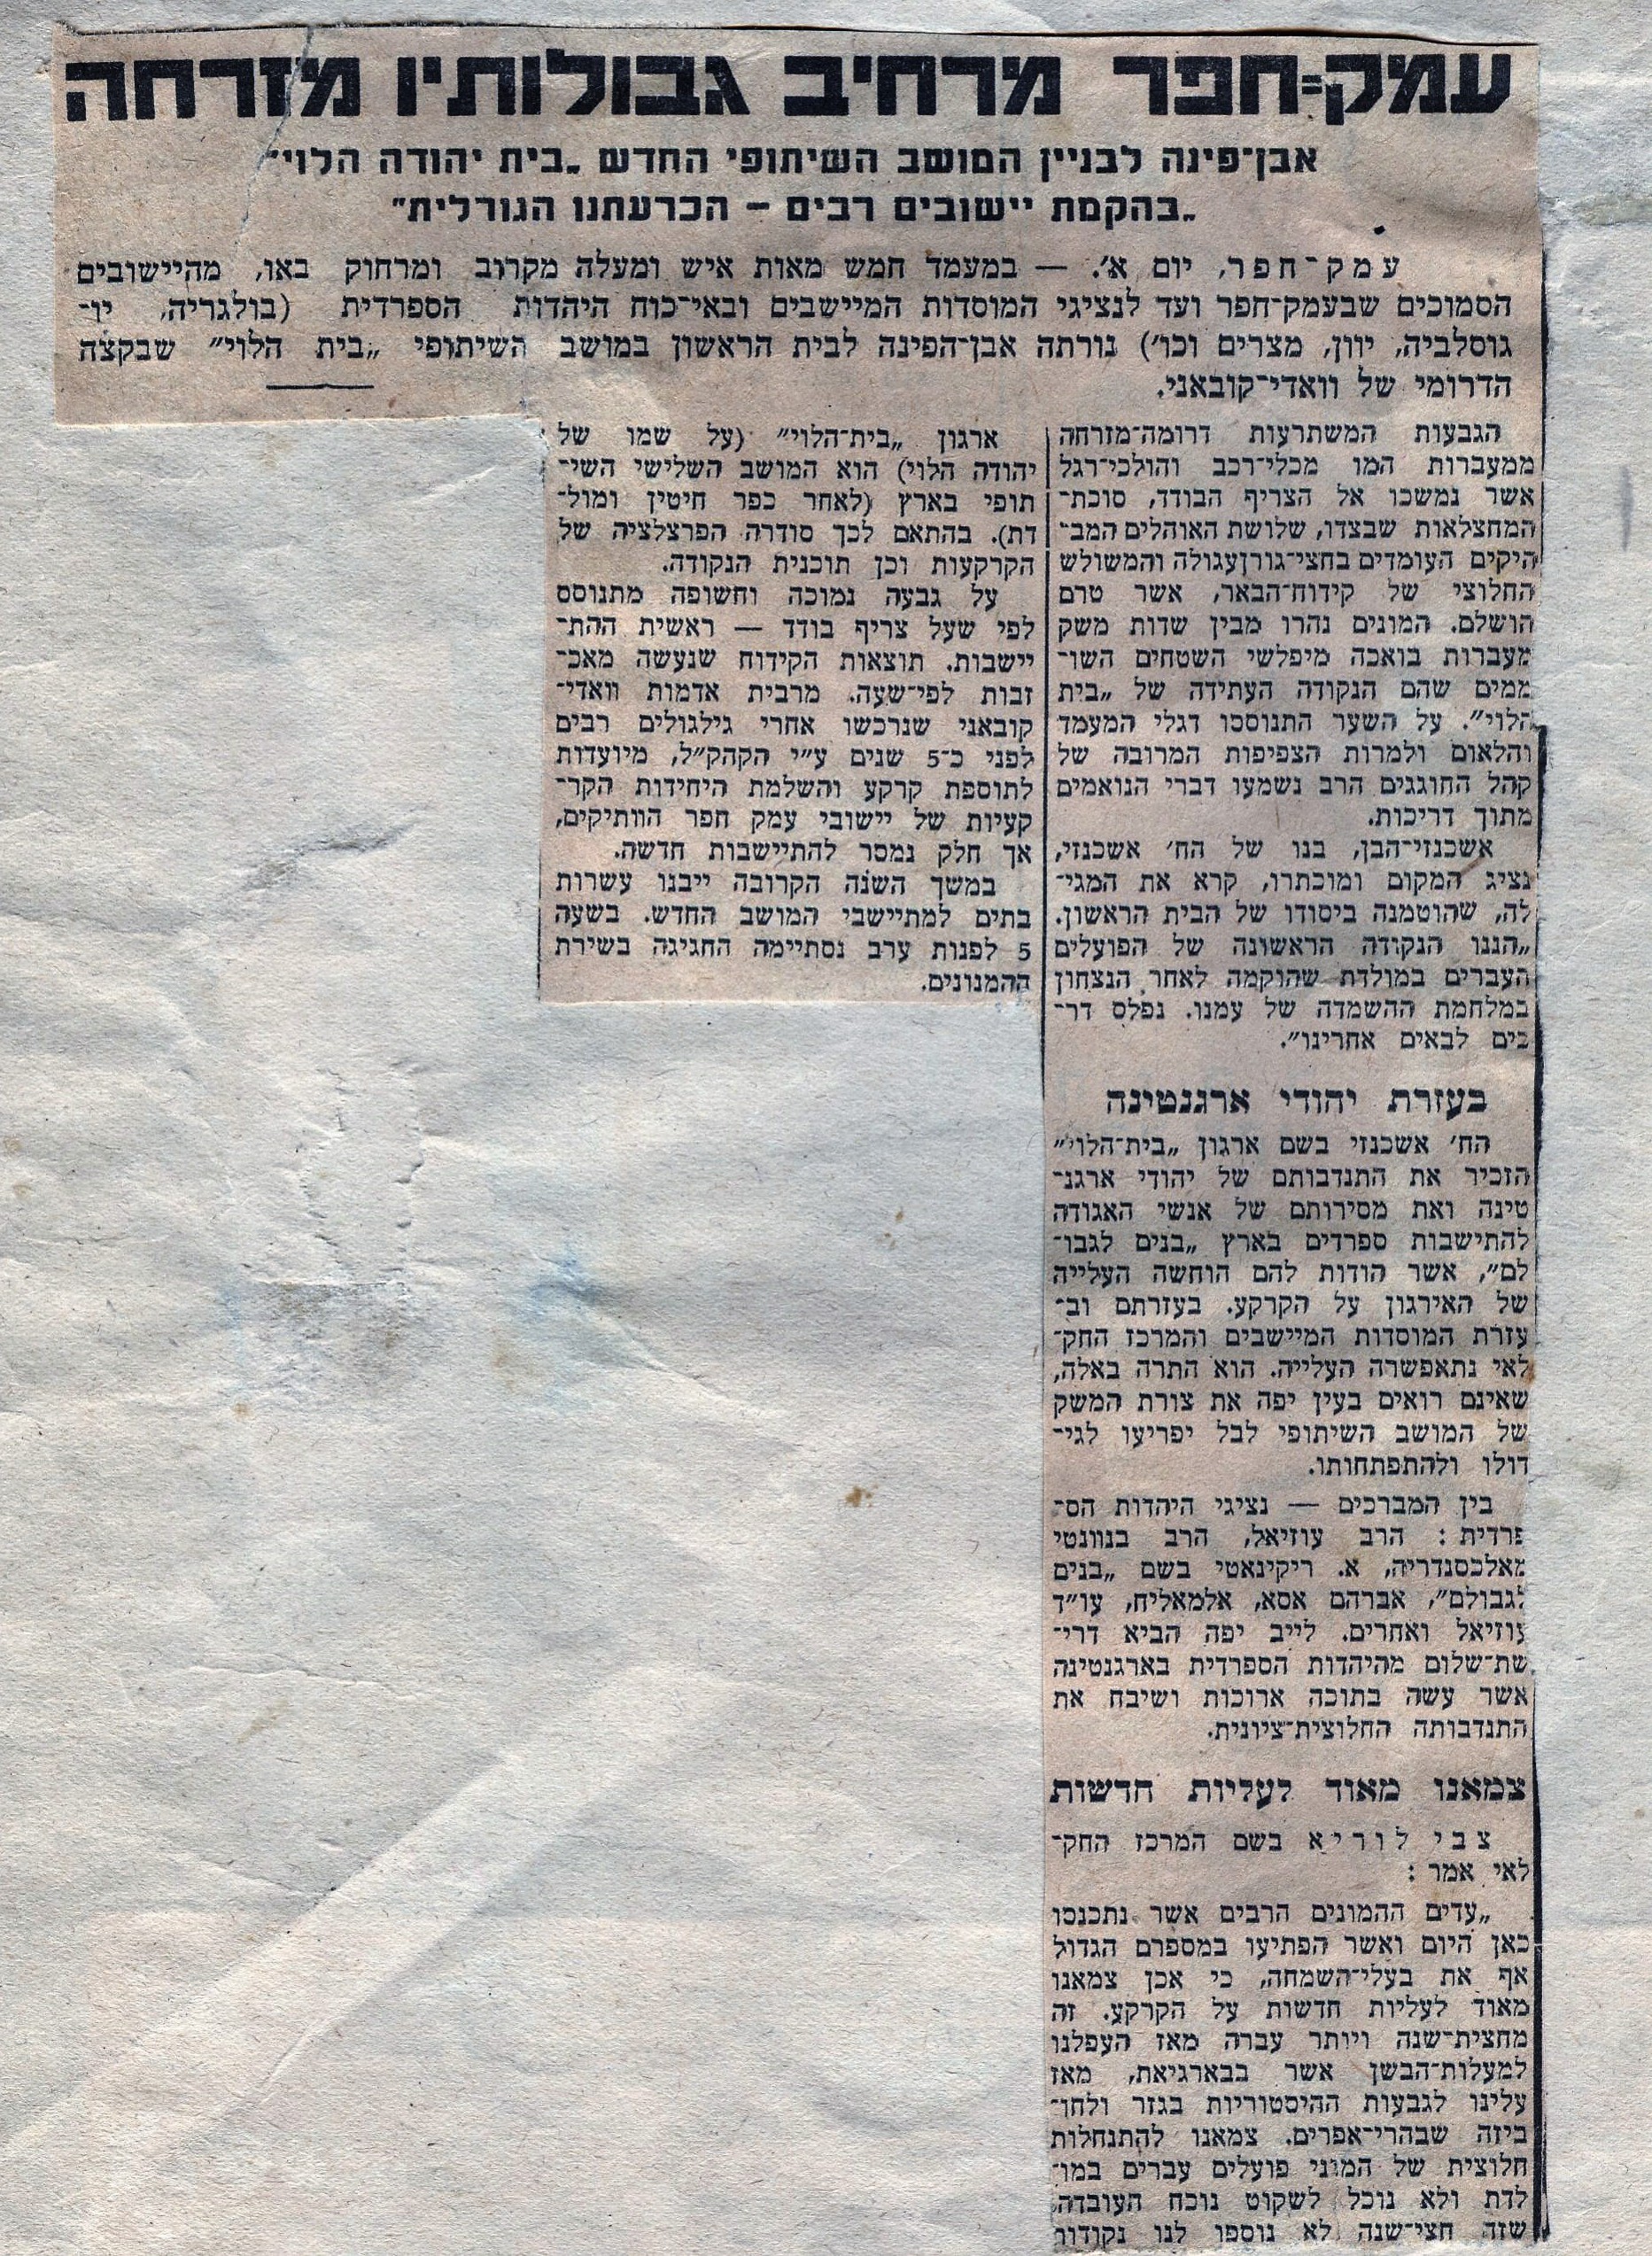 עמק=חפר מרחיב גבולותיו מזרחה
אבן־פינה לבניין המושב השיתופי החדש „בית יהודה הלוי"
„בהקמת יישובים רבים – הכרעתנו הגורלית"
עמק־חפר, יום א'. — במעמד חמש מאות איש ומעלה מקרוב ומרחוק באו, מהיישובים
הסמוכים שבעמק־חפר ועד לנציגי המוסדות המיישבים ובאי־כוח היהדות הספרדית (בולגריה, יו־
גוסלביה, יוון, מצרים וכו') נורתה אבן־הפינה לבית הראשון במושב השיתופי „בית הלוי" שבקצה
הדרומי של וואדי־קובאני.
הגבעות המשתרעות דרומה־מזרחה
ממעברות המו מכלי־רכב והולכי־רגל
אשר נמשכו אל הצריף הבודד, סוכת־
המחצלאות שבצדו, שלושת האוהלים המב־
היקים העומדים בחצי־גורן עגולה והמשולש
החלוצי של קידוח־הבאר, אשר טרם
הושלם. המונים נהרו מבין שדות משק
מעברות בואכה מיפלשי השטחים השו־
ממים שהם הנקודה העתידה של „בית
הלוי". על השער התנוססו דגלי המעמד
והלאום ולמרות הצפיפות המרובה של
קהל החוגגים הרב נשמעו דברי הנואמים
מתוך דריכות.
אשכנזי־הבן, בנו של הח' אשכנזי,
נציג המקום ומוכתרו, קרא את המגי־
לה, שהוטמנה ביסודו של הבית הראשון.
„הננו הנקודה הראשונה של הפועלים
העברים במולדת שהוקמה לאחר הנצחון
במלחמת ההשמדה של עמנו. נפלס דר־
כים לבאים אחרינו".
בעזרת יהודי ארגנטינה
הח' אשכנזי בשם ארגון „בית־הלוי"
הזכיר את התנדבותם של יהודי ארגנ־
טינה ואת מסירותם של אנשי האגודה
להתישבות ספרדים בארץ „בנים לגבו־
לם", אשר הודות להם הוחשה העלייה
של האירגון על הקרקע. בעזרתם וב־
עזרת המוסדות המיישבים והמרכז החק־
לאי נתאפשרה העלייה. הוא התרה באלה,
שאינם רואים בעין יפה את צורת המשק
של המושב השיתופי לבל יפריעו לגי־
דולו ולהתפתחותו.
בין המברכים — נציגי היהדות הס־
פרדית: הרב עוזיאל, הרב בנוונטי
מאלכסנדריה, א. ריקינאטי בשם „בנים
לגבולם", אברהם אסא, אלמאליח, עו"ד
עוזיאל ואחרים. לייב יפה הביא דרי־
שת־שלום מהיהדות הספרדית בארגנטינה
אשר עשה בתוכה ארוכות ושיבח את
התנדבותה החלוצית־ציונית.
צמאנו מאוד לעליות חדשות
צבי לוריא בשם המרכז החק־
לאי אמר:
„עדים ההמונים הרבים אשר נתכנסו
כאן היום ואשר הפתיעו במספרם הגדול
אף את בעלי־השמחה, כי אכן צמאנו
מאוד לעליות חדשות על הקרקע. זה
מחצית־שנה ויותר עברה מאז העפלנו
למעלות־הבשן אשר בבארגיאת, מאז
עלינו לגבעות ההיסטוריות בגזר ולחו־
ביזה שבהרי־אפרים. צמאנו להתנחלות
חלוצית של המוני פועלים עברים במו־
לדת ולא נוכל לשקוט נוכח העובדה,
שזה חצי־שנה לא נוספו לנו נקודות
ארגון „בית־הלוי" (על שמו של
יהודה הלוי) הוא המושב השלישי השי־
תופי בארץ (לאחר כפר חיטין ומול־
דת). בהתאם לכך סודרה הפרצלציה של
הקרקעות וכן תוכנית הנקודה.
על גבעה נמוכה וחשופה מתנוסס
לפי שעל צריף בודד — ראשית ההת־
יישבות. תוצאות הקידוח שנעשה מאכ־
זבות לפי־שעה. מרבית אדמות וואדי־
קובאני שנרכשו אחרי גילגולים רבים
לפני כ־5 שנים ע"י הקהק"ל, מיועדות
לתוספת קרקע והשלמת היחידות הקר־
קעיות של יישובי עמק חפר הוותיקים,
אך חלק נמסר להתיישבות חדשה.
במשך השנה הקרובה ייבנו עשרות
בתים למתיישבי המושב החדש. בשעה
5 לפנות ערב נסתיימה החגיגה בשירת
ההמנונים.